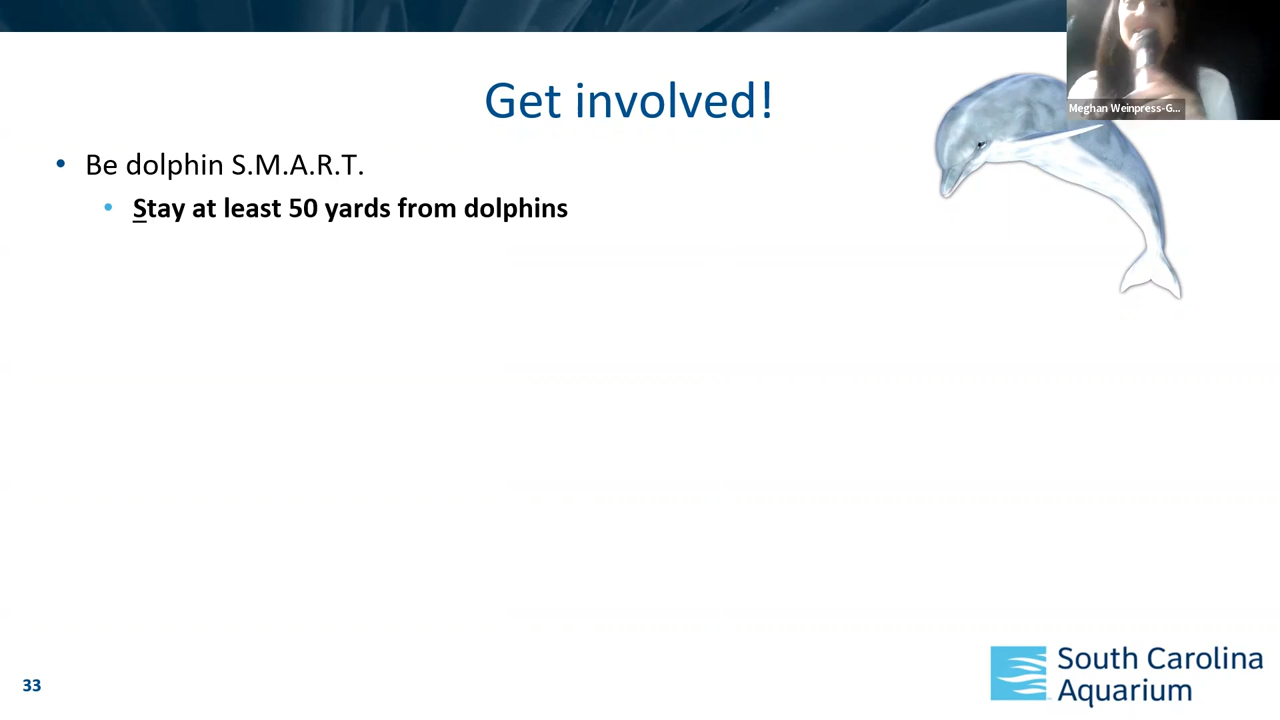 Meghan Weinpress-G...
Get involved!
• Be dolphin S.M.A.R.T.
• Stay at least 50 yards from dolphins
South Carolina
Aquarium
33